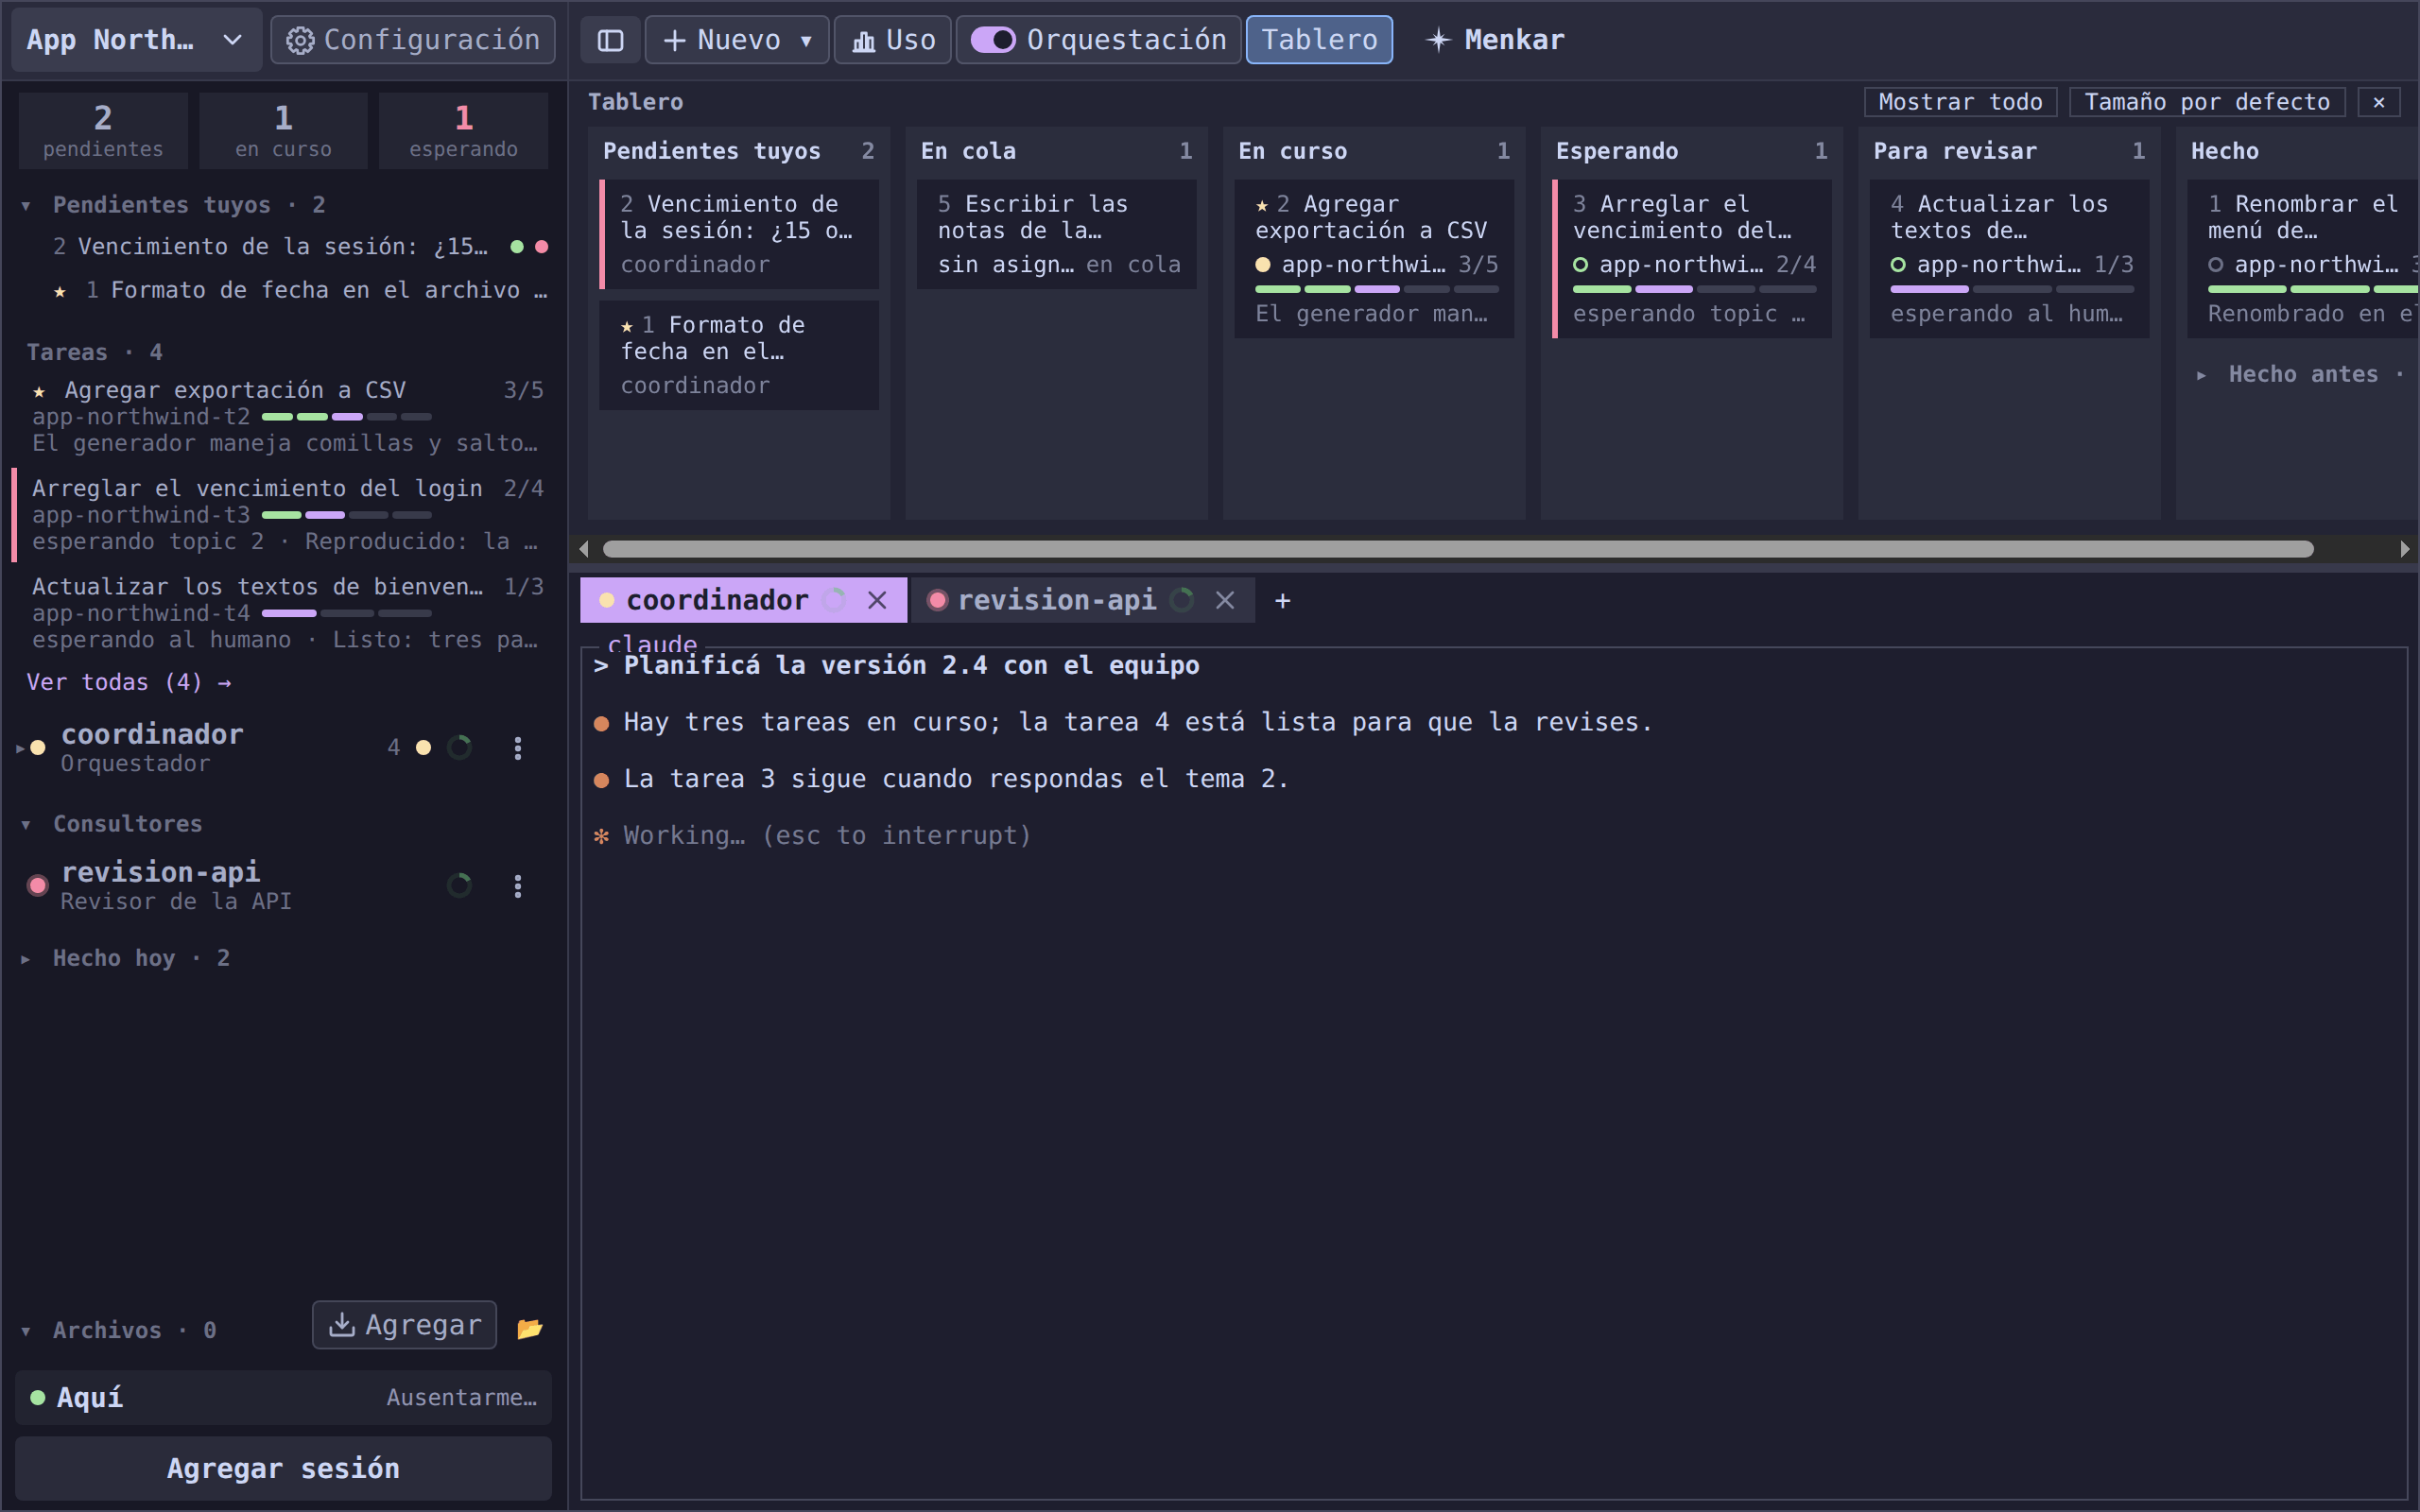 App North…
Configuración
Nuevo ▾
Uso
Orquestación
Tablero
Menkar
2
pendientes
1
en curso
1
esperando
▾ Pendientes tuyos · 2
2 Vencimiento de la sesión: ¿15…
★ 1 Formato de fecha en el archivo …
Tareas · 4
★ Agregar exportación a CSV 3/5
app-northwind-t2
El generador maneja comillas y salto…
Arreglar el vencimiento del login 2/4
app-northwind-t3
esperando topic 2 · Reproducido: la …
Actualizar los textos de bienven… 1/3
app-northwind-t4
esperando al humano · Listo: tres pa…
Ver todas (4) →
▸ coordinador 4
Orquestador
▾ Consultores
revision-api
Revisor de la API
▸ Hecho hoy · 2
▾ Archivos · 0
Agregar
Aquí
Ausentarme…
Agregar sesión
Tablero
Mostrar todo
Tamaño por defecto
×
Pendientes tuyos 2
2 Vencimiento de
la sesión: ¿15 o…
coordinador
★ 1 Formato de
fecha en el…
coordinador
En cola 1
5 Escribir las
notas de la…
sin asign… en cola
En curso 1
★ 2 Agregar
exportación a CSV
app-northwi… 3/5
El generador man…
Esperando 1
3 Arreglar el
vencimiento del…
app-northwi… 2/4
esperando topic …
Para revisar 1
4 Actualizar los
textos de…
app-northwi… 1/3
esperando al hum…
Hecho
1 Renombrar el
menú de…
app-northwi…
Renombrado en
▸ Hecho antes ·
coordinador
revision-api
+
claude
> Planificá la versión 2.4 con el equipo
● Hay tres tareas en curso; la tarea 4 está lista para que la revises.
● La tarea 3 sigue cuando respondas el tema 2.
✻ Working… (esc to interrupt)